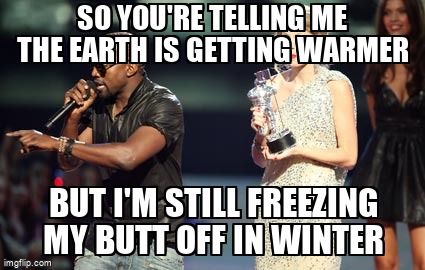 SO YOU'RE TELLING ME
THE EARTH IS GETTING WARMER
BUT I'M STILL FREEZING
MY BUTT OFF IN WINTER
imgflip.com